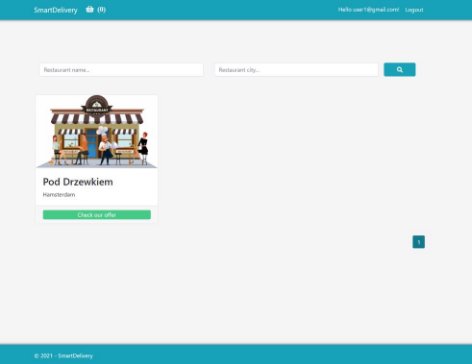 SmartDelivery (0) Hello user1@gmail.com! Logout
Restaurant name... Restaurant city...
RESTAURANT
Pod Drzewkiem
Hamsterdam
Check our offer
1
© 2021 - SmartDelivery